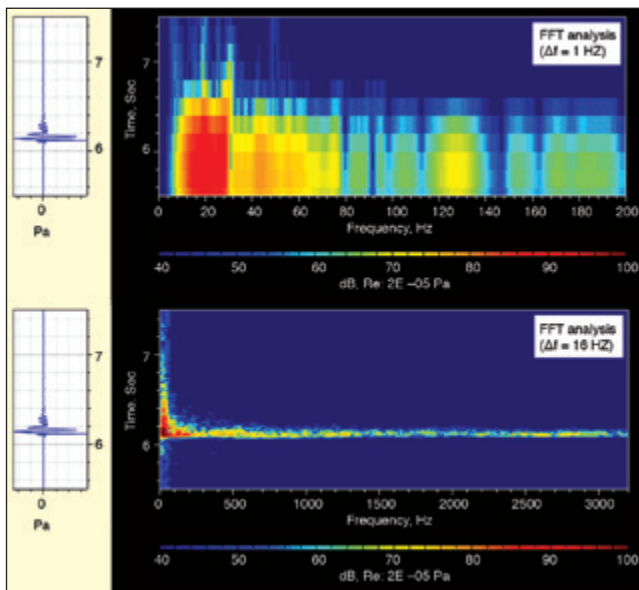 FFT analysis
(Δf = 1 HZ)
7
6
0
Pa
Time, Sec
7
6
0 20 40 60 80 100 120 140 160 180 200
Frequency, Hz
40 50 60 70 80 90 100
dB, Re: 2E –05 Pa
FFT analysis
(Δf = 16 HZ)
7
6
0
Pa
Time, Sec
7
6
0 500 1000 1500 2000 2500 3000
Frequency, Hz
40 50 60 70 80 90 100
dB, Re: 2E –05 Pa